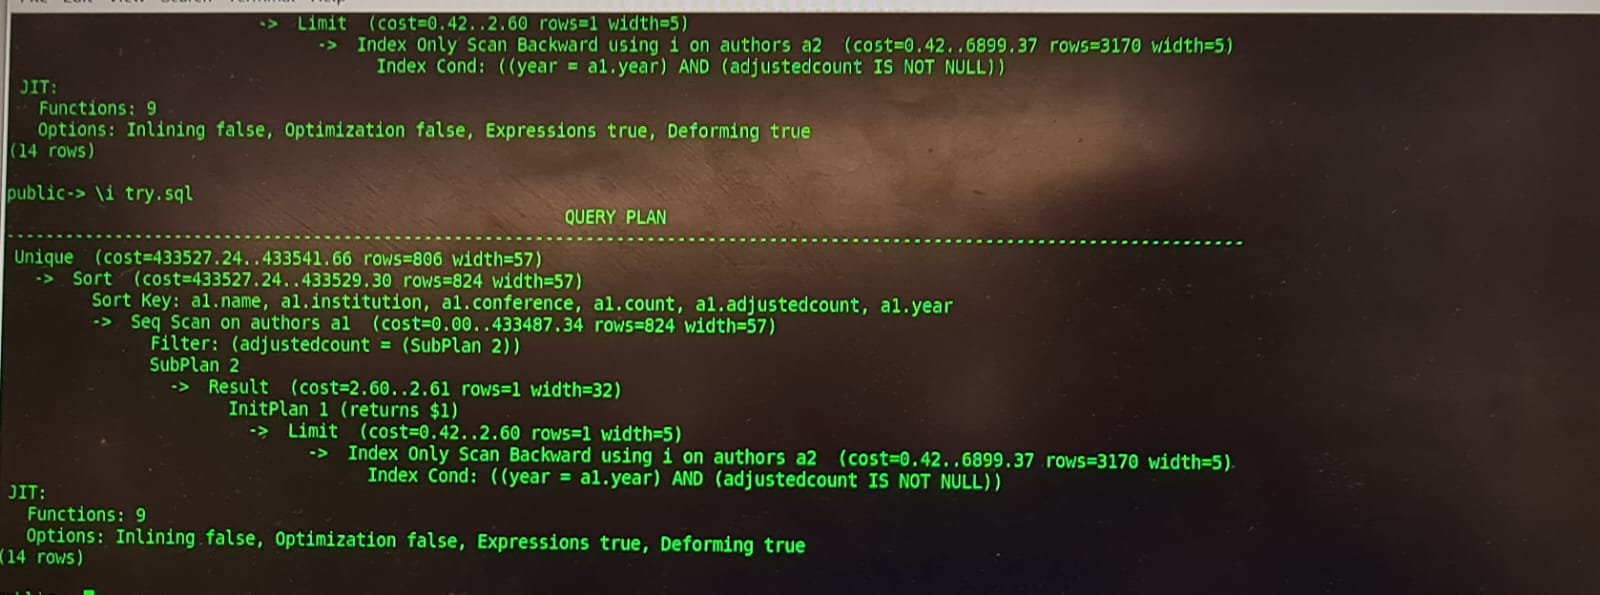 -> Limit (cost=0.42..2.60 rows=1 width=5)
-> Index Only Scan Backward using i on authors a2 (cost=0.42..6899.37 rows=3170 width=5)
Index Cond: ((year = a1.year) AND (adjustedcount IS NOT NULL))
JIT:
Functions: 9
Options: Inlining false, Optimization false, Expressions true, Deforming true
(14 rows)
public-> \i try.sql
QUERY PLAN
Unique (cost=433527.24..433541.66 rows=806 width=57)
-> Sort (cost=433527.24..433529.30 rows=824 width=57)
Sort Key: a1.name, a1.institution, a1.conference, a1.count, a1.adjustedcount, a1.year
-> Seq Scan on authors a1 (cost=0.00..433487.34 rows=824 width=57)
Filter: (adjustedcount = (SubPlan 2))
SubPlan 2
-> Result (cost=2.60..2.61 rows=1 width=32)
InitPlan 1 (returns $1)
-> Limit (cost=0.42..2.60 rows=1 width=5)
-> Index Only Scan Backward using i on authors a2 (cost=0.42..6899.37 rows=3170 width=5)
Index Cond: ((year = a1.year) AND (adjustedcount IS NOT NULL))
JIT:
Functions: 9
Options: Inlining false, Optimization false, Expressions true, Deforming true
(14 rows)